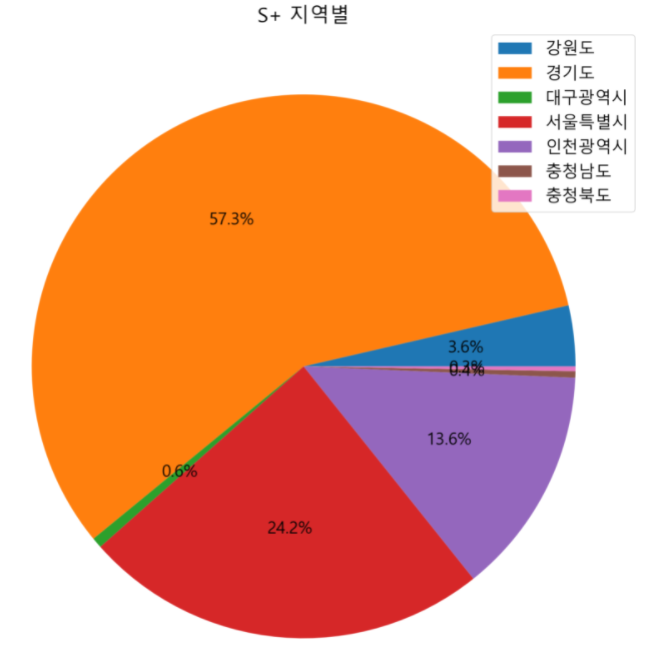 S+ 지역별
강원도
경기도
대구광역시
서울특별시
인천광역시
충청남도
충청북도
57.3%
3.6%
0.4%
13.6%
0.6%
24.2%